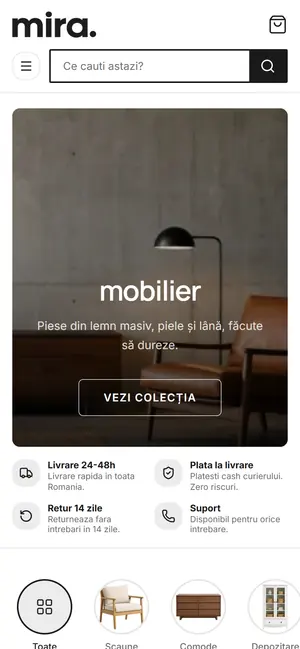 mira.
Ce cauti astazi?
mobilier
Piese din lemn masiv, piele și lână, făcute
să dureze.
VEZI COLECȚIA
Livrare 24-48h
Livrare rapida in toata
Romania.
Plata la livrare
Platesti cash curierului.
Zero riscuri.
Retur 14 zile
Returneaza fara
intrebari in 14 zile.
Suport
Disponibil pentru orice
intrebare.
Toate
Scaune
Comode
Depozitare